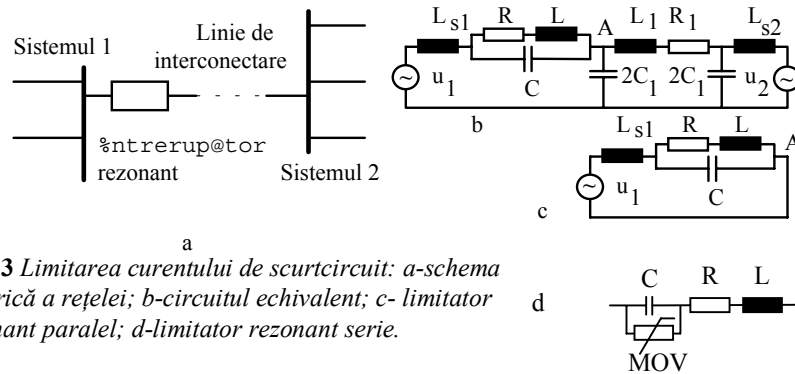 Sistemul 1
Linie de
interconectare
%ntrerup@tor
rezonant
Sistemul 2
a
L s1
R
L
A
L 1
R 1
L s2
u 1
C
2C 1
2C 1
u 2
b
L s1
R
L
A
u 1
C
c
3 Limitarea curentului de scurtcircuit: a-schema
rică a rețelei; b-circuitul echivalent; c- limitator
nant paralel; d-limitator rezonant serie.
d
C
R
L
MOV